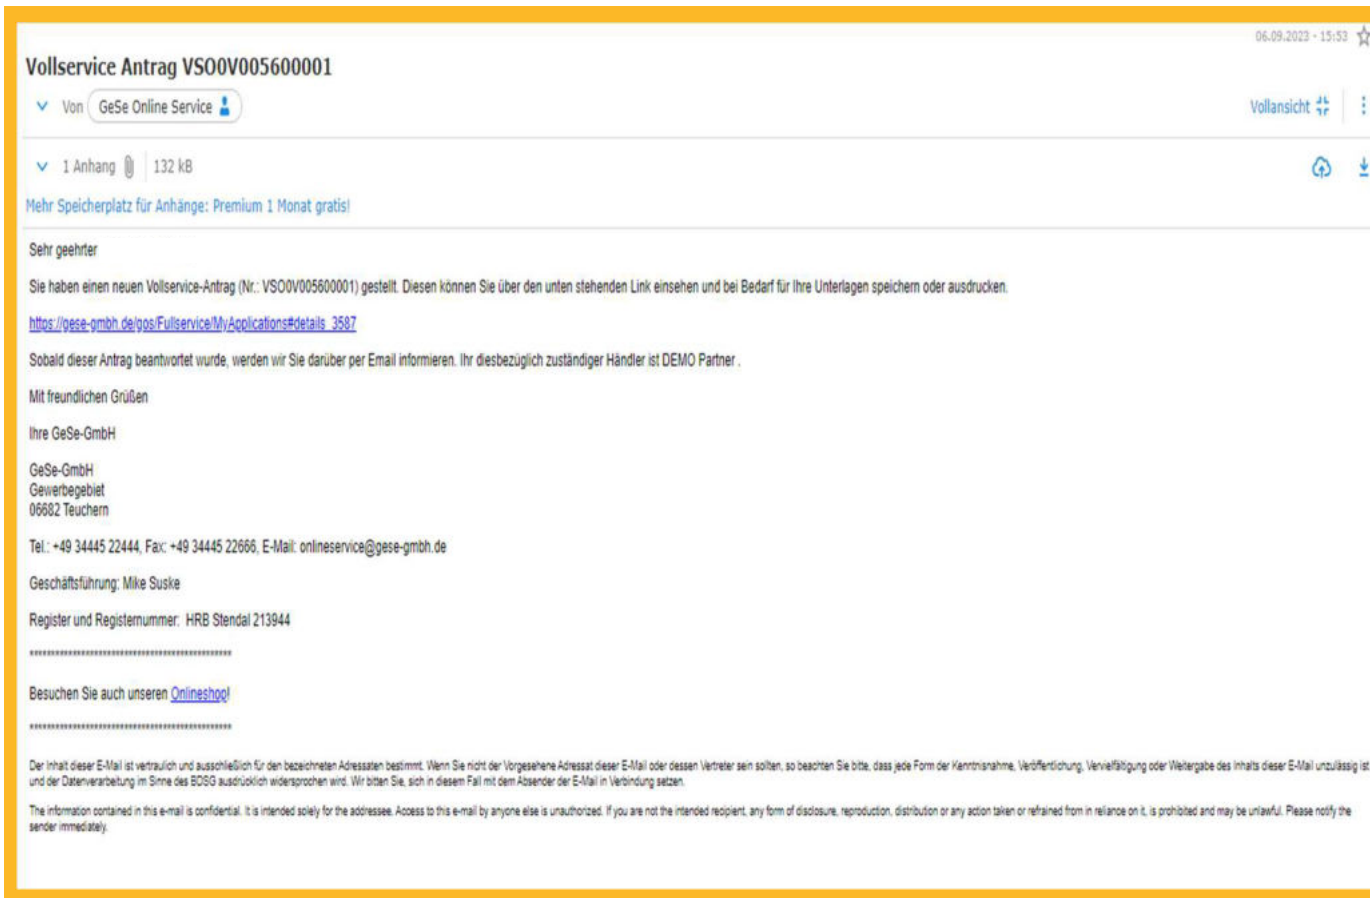 06.09.2023 - 15:53
Vollservice Antrag VSO0V005600001
Von GeSe Online Service
Vollansicht
1 Anhang 132 kB
Mehr Speicherplatz für Anhänge: Premium 1 Monat gratis!
Sehr geehrter
Sie haben einen neuen Vollservice-Antrag (Nr.: VSO0V005600001) gestellt. Diesen können Sie über den unten stehenden Link einsehen und bei Bedarf für Ihre Unterlagen speichern oder ausdrucken.
https://gese-gmbh.de/gos/Fullservice/MyApplications#details_3587
Sobald dieser Antrag beantwortet wurde, werden wir Sie darüber per Email informieren. Ihr diesbezüglich zuständiger Händler ist DEMO Partner .
Mit freundlichen Grüßen
Ihre GeSe-GmbH
GeSe-GmbH
Gewerbegebiet
06682 Teuchern
Tel.: +49 34445 22444, Fax: +49 34445 22666, E-Mail: onlineservice@gese-gmbh.de
Geschäftsführung: Mike Suske
Register und Registernummer: HRB Stendal 213944
************************************************
Besuchen Sie auch unseren Onlineshop!
************************************************
Der Inhalt dieser E-Mail ist vertraulich und ausschließlich für den bezeichneten Adressaten bestimmt. Wenn Sie nicht der Vorgesehene Adressat dieser E-Mail oder dessen Vertreter sein sollten, so beachten Sie bitte, dass jede Form der Kenntnisnahme, Veröffentlichung, Vervielfältigung oder Weitergabe des Inhalts dieser E-Mail unzulässig ist
und der Datenverarbeitung im Sinne des BDSG ausdrücklich widersprochen wird. Wir bitten Sie, sich in diesem Fall mit dem Absender der E-Mail in Verbindung setzen.
The information contained in this e-mail is confidential. It is intended solely for the addressee. Access to this e-mail by anyone else is unauthorized. If you are not the intended recipient, any form of disclosure, reproduction, distribution or any action taken or refrained from in reliance on it, is prohibited and may be unlawful. Please notify the
sender immediately.